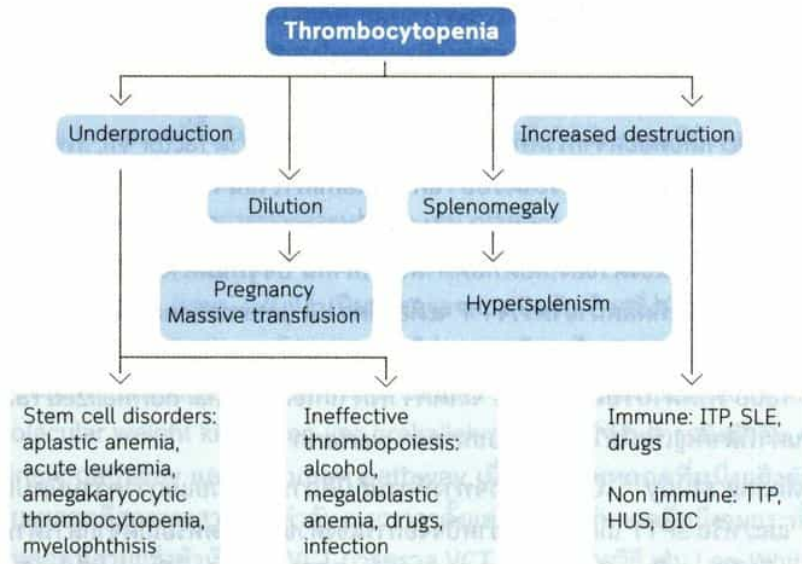 Thrombocytopenia
Underproduction
Increased destruction
Dilution
Splenomegaly
Pregnancy
Massive transfusion
Hypersplenism
Stem cell disorders:
aplastic anemia,
acute leukemia,
amegakaryocytic
thrombocytopenia,
myelophthisis
Ineffective
thrombopoiesis:
alcohol,
megaloblastic
anemia, drugs,
infection
Immune: ITP, SLE,
drugs
Non immune: TTP,
HUS, DIC